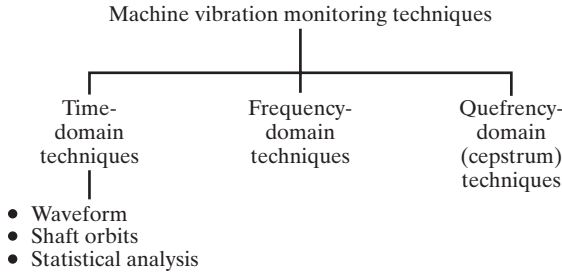 Machine vibration monitoring techniques
Time-
domain
techniques
Frequency-
domain
techniques
Quefrency-
domain
(cepstrum)
techniques
• Waveform
• Shaft orbits
• Statistical analysis